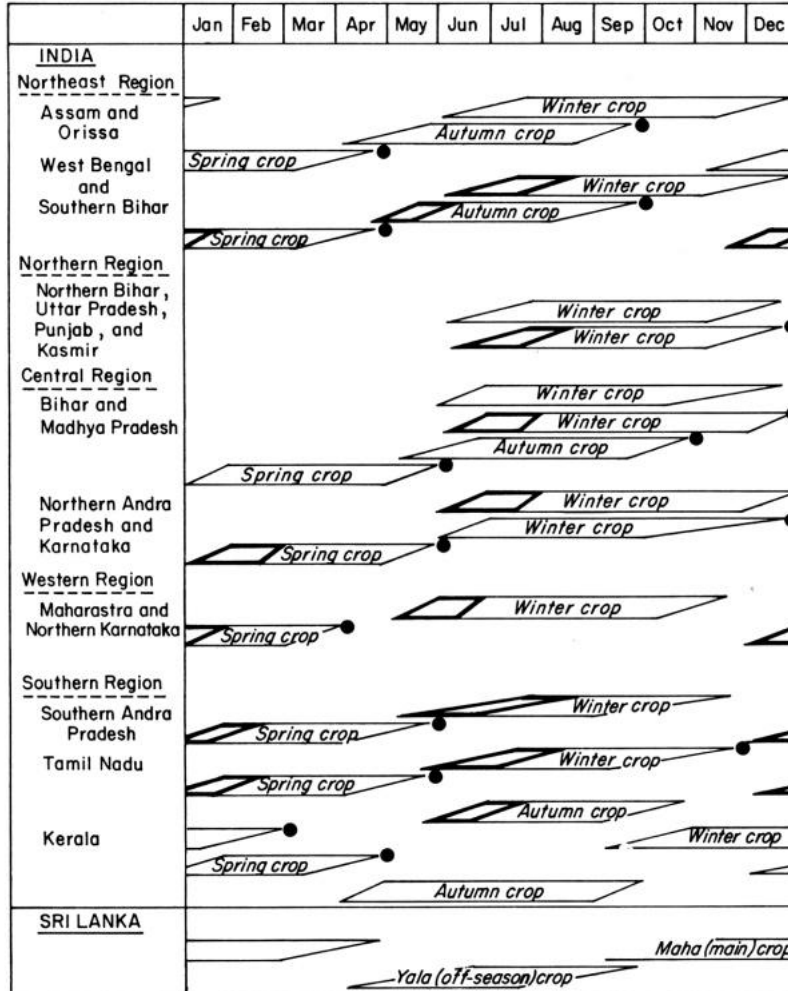 Jan Feb Mar Apr May Jun Jul Aug Sep Oct Nov Dec
INDIA
Northeast Region
Assam and
Orissa
Winter crop
Autumn crop
Spring crop
West Bengal
and
Southern Bihar
Winter crop
Autumn crop
Spring crop
Northern Region
Northern Bihar,
Uttar Pradesh,
Punjab, and
Kasmir
Winter crop
Winter crop
Central Region
Bihar and
Madhya Pradesh
Winter crop
Winter crop
Autumn crop
Spring crop
Northern Andra
Pradesh and
Karnataka
Winter crop
Winter crop
Spring crop
Western Region
Maharastra and
Northern Karnataka
Winter crop
Spring crop
Southern Region
Southern Andra
Pradesh
Winter crop
Spring crop
Tamil Nadu
Winter crop
Spring crop
Autumn crop
Kerala
Winter crop
Spring crop
Autumn crop
SRI LANKA
Maha (main) crop
Yala (off-season) crop